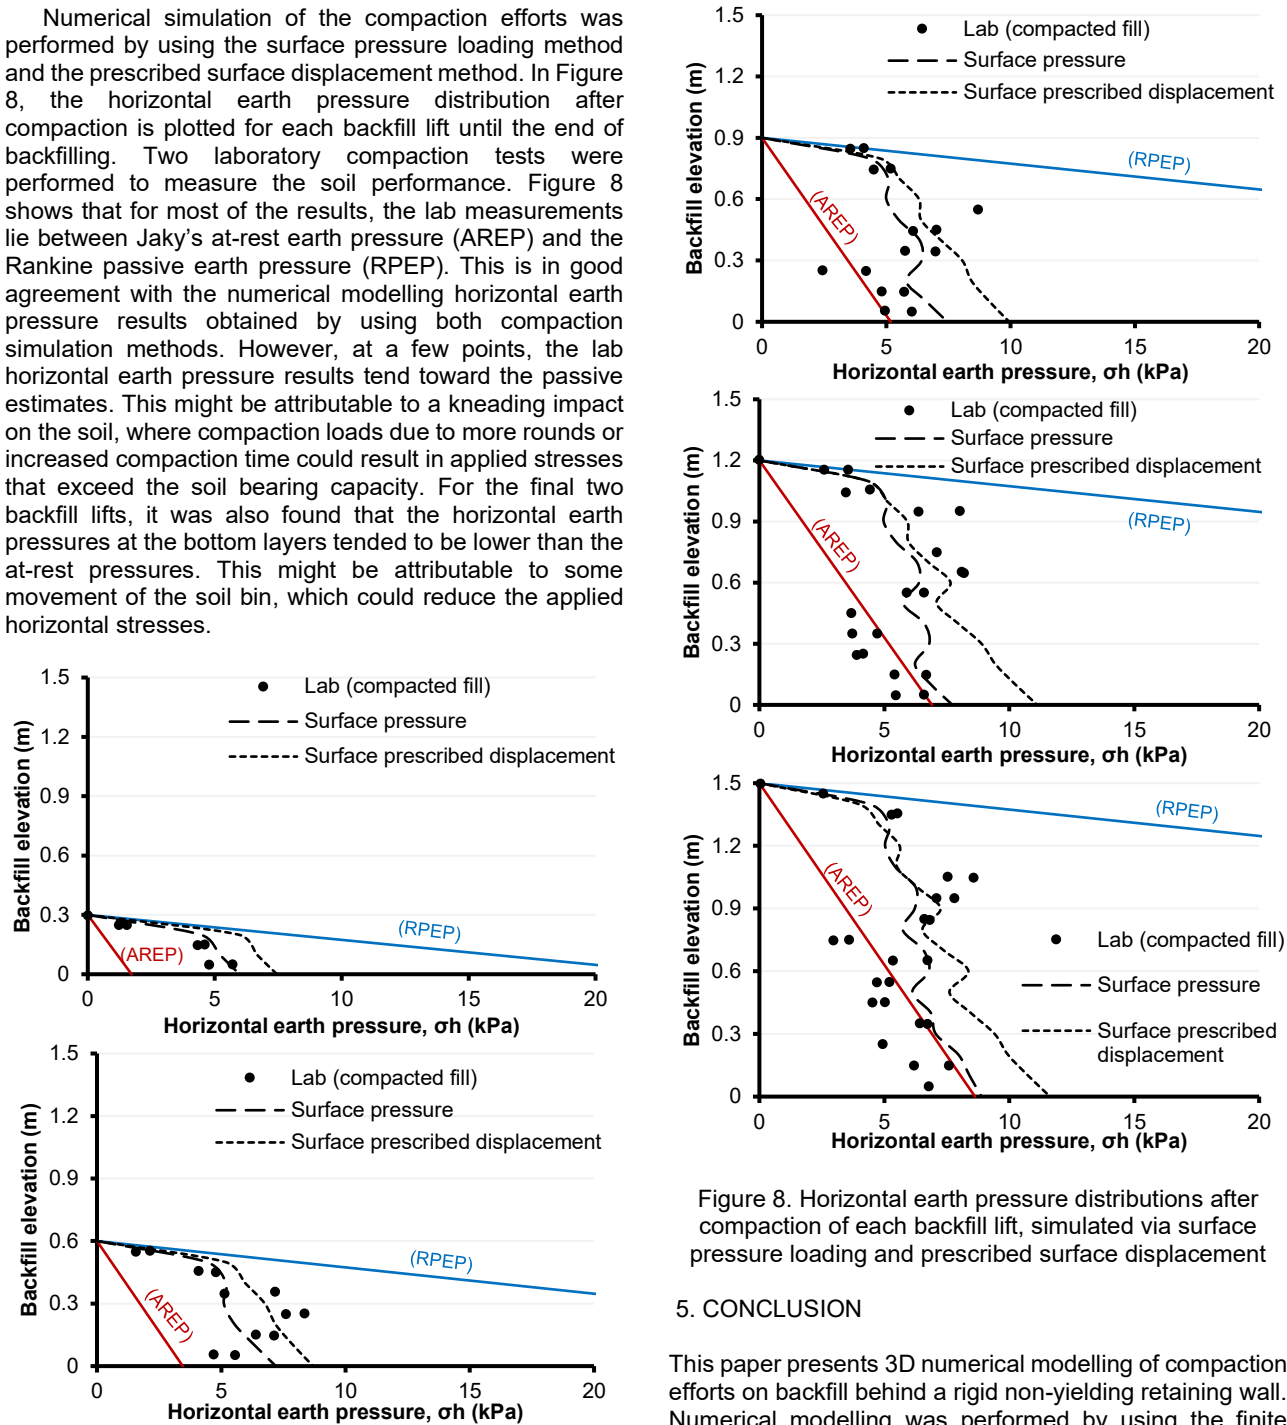 Numerical simulation of the compaction efforts was
performed by using the surface pressure loading method
and the prescribed surface displacement method. In Figure
8, the horizontal earth pressure distribution after
compaction is plotted for each backfill lift until the end of
backfilling. Two laboratory compaction tests were
performed to measure the soil performance. Figure 8
shows that for most of the results, the lab measurements
lie between Jaky's at-rest earth pressure (AREP) and the
Rankine passive earth pressure (RPEP). This is in good
agreement with the numerical modelling horizontal earth
pressure results obtained by using both compaction
simulation methods. However, at a few points, the lab
horizontal earth pressure results tend toward the passive
estimates. This might be attributable to a kneading impact
on the soil, where compaction loads due to more rounds or
increased compaction time could result in applied stresses
that exceed the soil bearing capacity. For the final two
backfill lifts, it was also found that the horizontal earth
pressures at the bottom layers tended to be lower than the
at-rest pressures. This might be attributable to some
movement of the soil bin, which could reduce the applied
horizontal stresses.
1.5
1.2
0.9
0.6
0.3
0
Backfill elevation (m)
Lab (compacted fill)
Surface pressure
Surface prescribed displacement
(RPEP)
(AREP)
0 5 10 15 20
Horizontal earth pressure, σh (kPa)
1.5
1.2
0.9
0.6
0.3
0
Backfill elevation (m)
Lab (compacted fill)
Surface pressure
Surface prescribed displacement
(RPEP)
(AREP)
0 5 10 15 20
Horizontal earth pressure, σh (kPa)
1.5
1.2
0.9
0.6
0.3
0
Backfill elevation (m)
Lab (compacted fill)
Surface pressure
Surface prescribed displacement
(RPEP)
(AREP)
0 5 10 15 20
Horizontal earth pressure, σh (kPa)
1.5
1.2
0.9
0.6
0.3
0
Backfill elevation (m)
Lab (compacted fill)
Surface pressure
Surface prescribed displacement
(RPEP)
(AREP)
0 5 10 15 20
Horizontal earth pressure, σh (kPa)
1.5
1.2
0.9
0.6
0.3
0
Backfill elevation (m)
(RPEP)
(AREP)
Lab (compacted fill)
Surface pressure
Surface prescribed
displacement
0 5 10 15 20
Horizontal earth pressure, σh (kPa)
Figure 8. Horizontal earth pressure distributions after
compaction of each backfill lift, simulated via surface
pressure loading and prescribed surface displacement
5. CONCLUSION
This paper presents 3D numerical modelling of compaction
efforts on backfill behind a rigid non-yielding retaining wall.
Numerical modelling was performed by using the finite